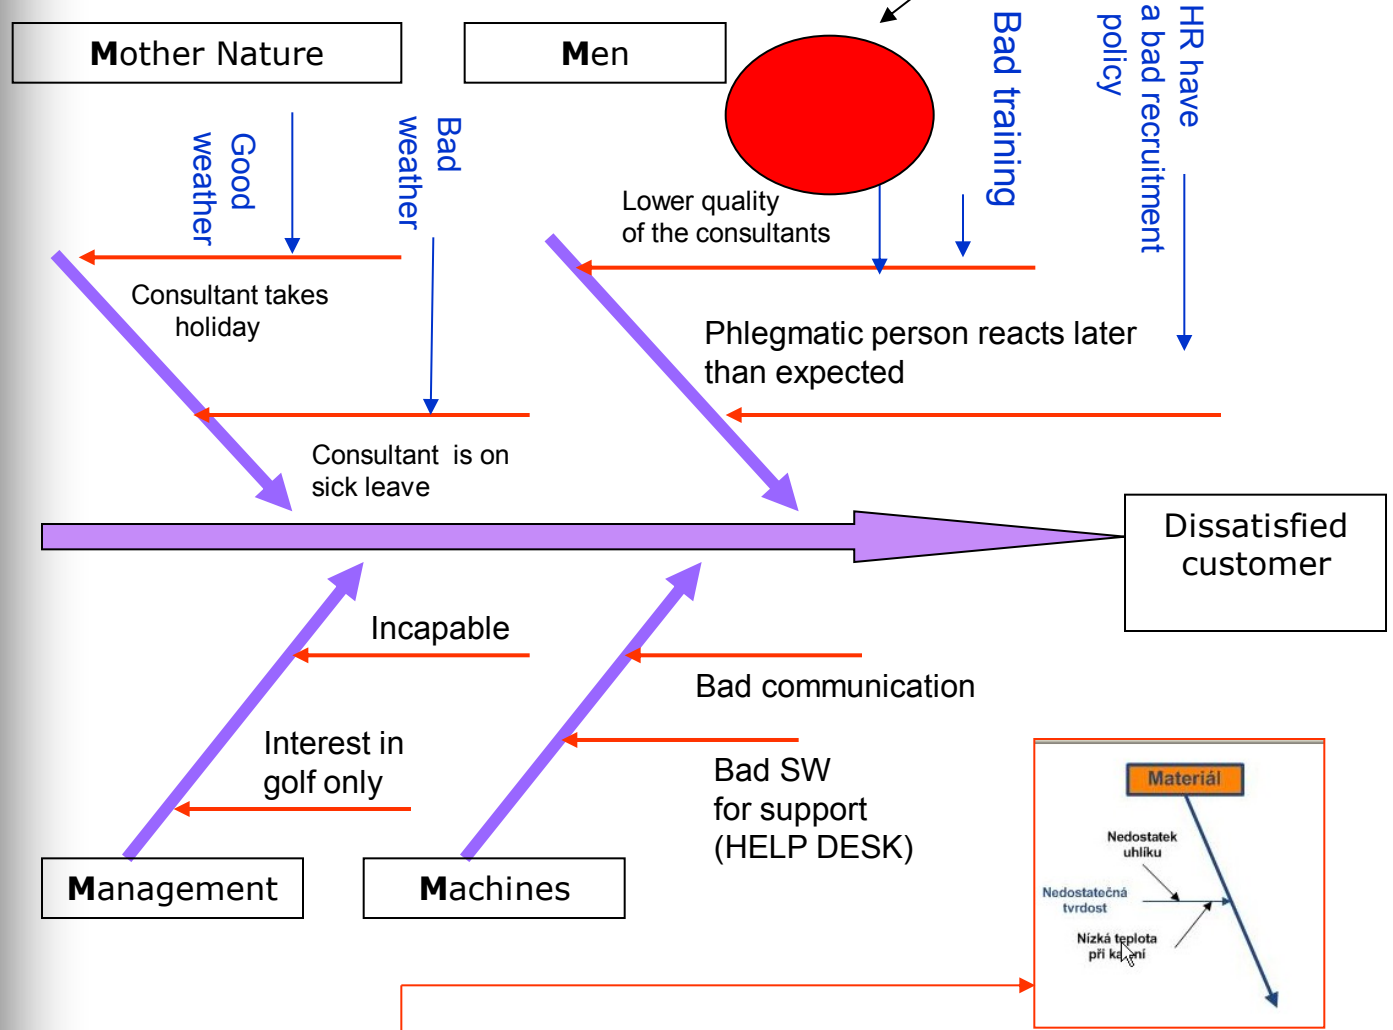 Mother Nature
Men
Bad training
HR have
a bad recruitment
policy
Good
weather
Bad
weather
Lower quality
of the consultants
Consultant takes
holiday
Phlegmatic person reacts later
than expected
Consultant is on
sick leave
Dissatisfied
customer
Incapable
Bad communication
Interest in
golf only
Bad SW
for support
(HELP DESK)
Management
Machines
Materiál
Nedostatek
uhlíku
Nedostatečná
tvrdost
Nízká teplota
při kalení